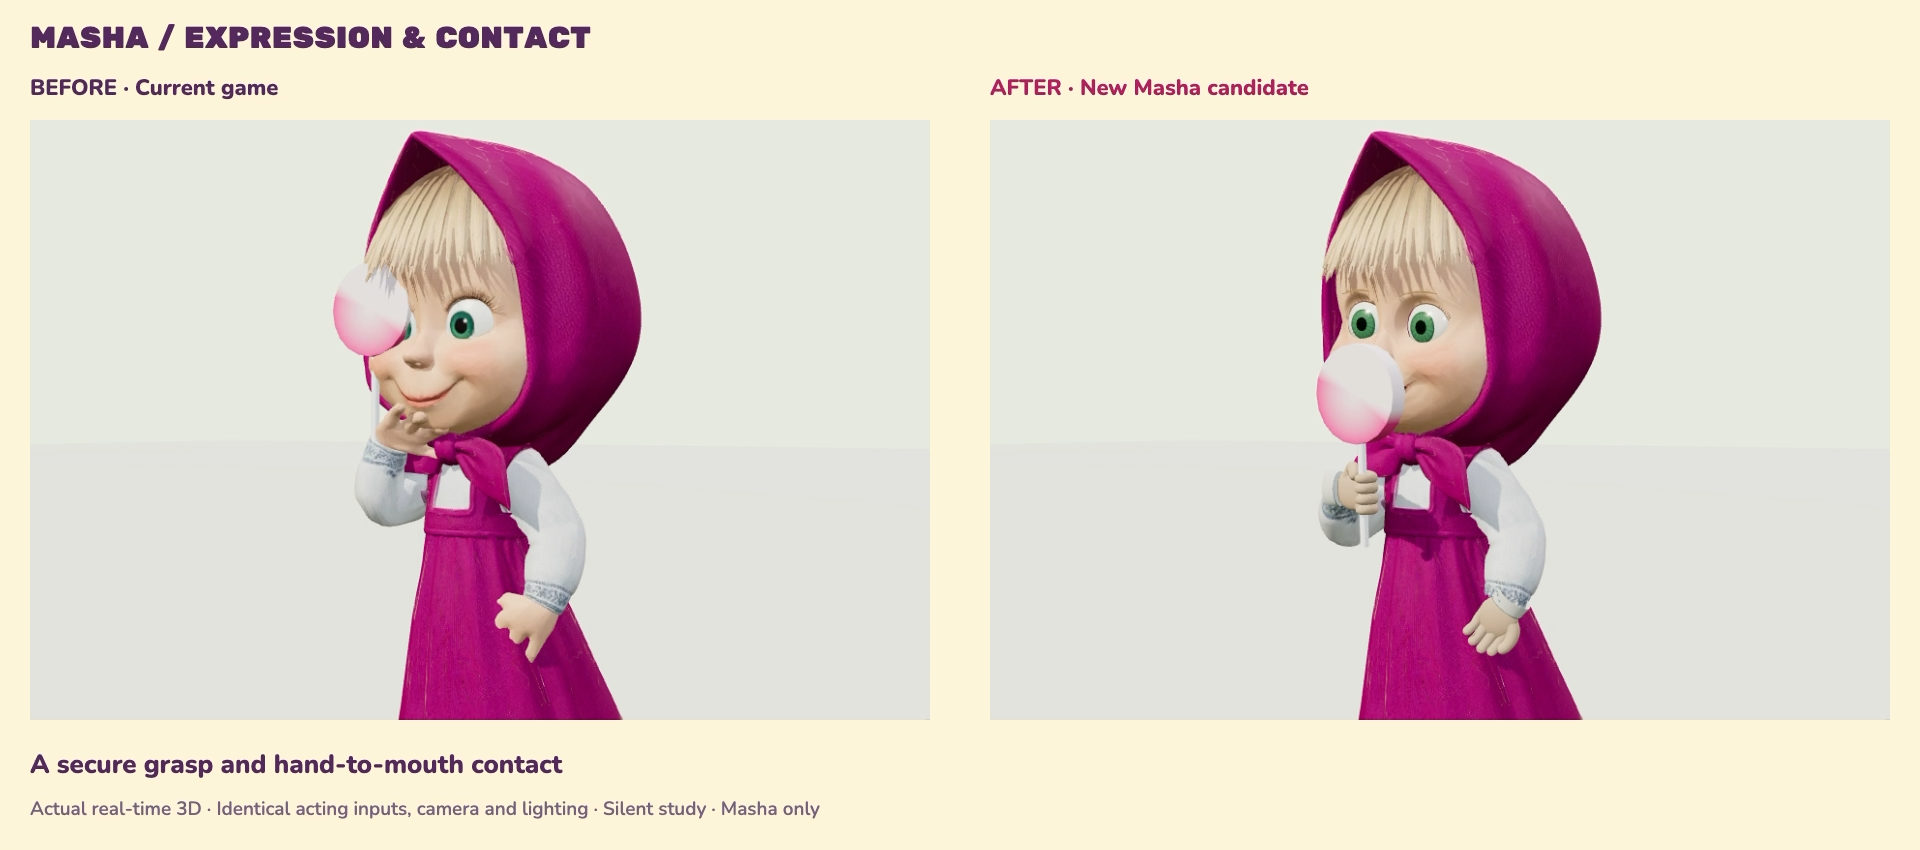 MASHA / EXPRESSION & CONTACT
BEFORE · Current game
AFTER · New Masha candidate
A secure grasp and hand-to-mouth contact
Actual real-time 3D · Identical acting inputs, camera and lighting · Silent study · Masha only